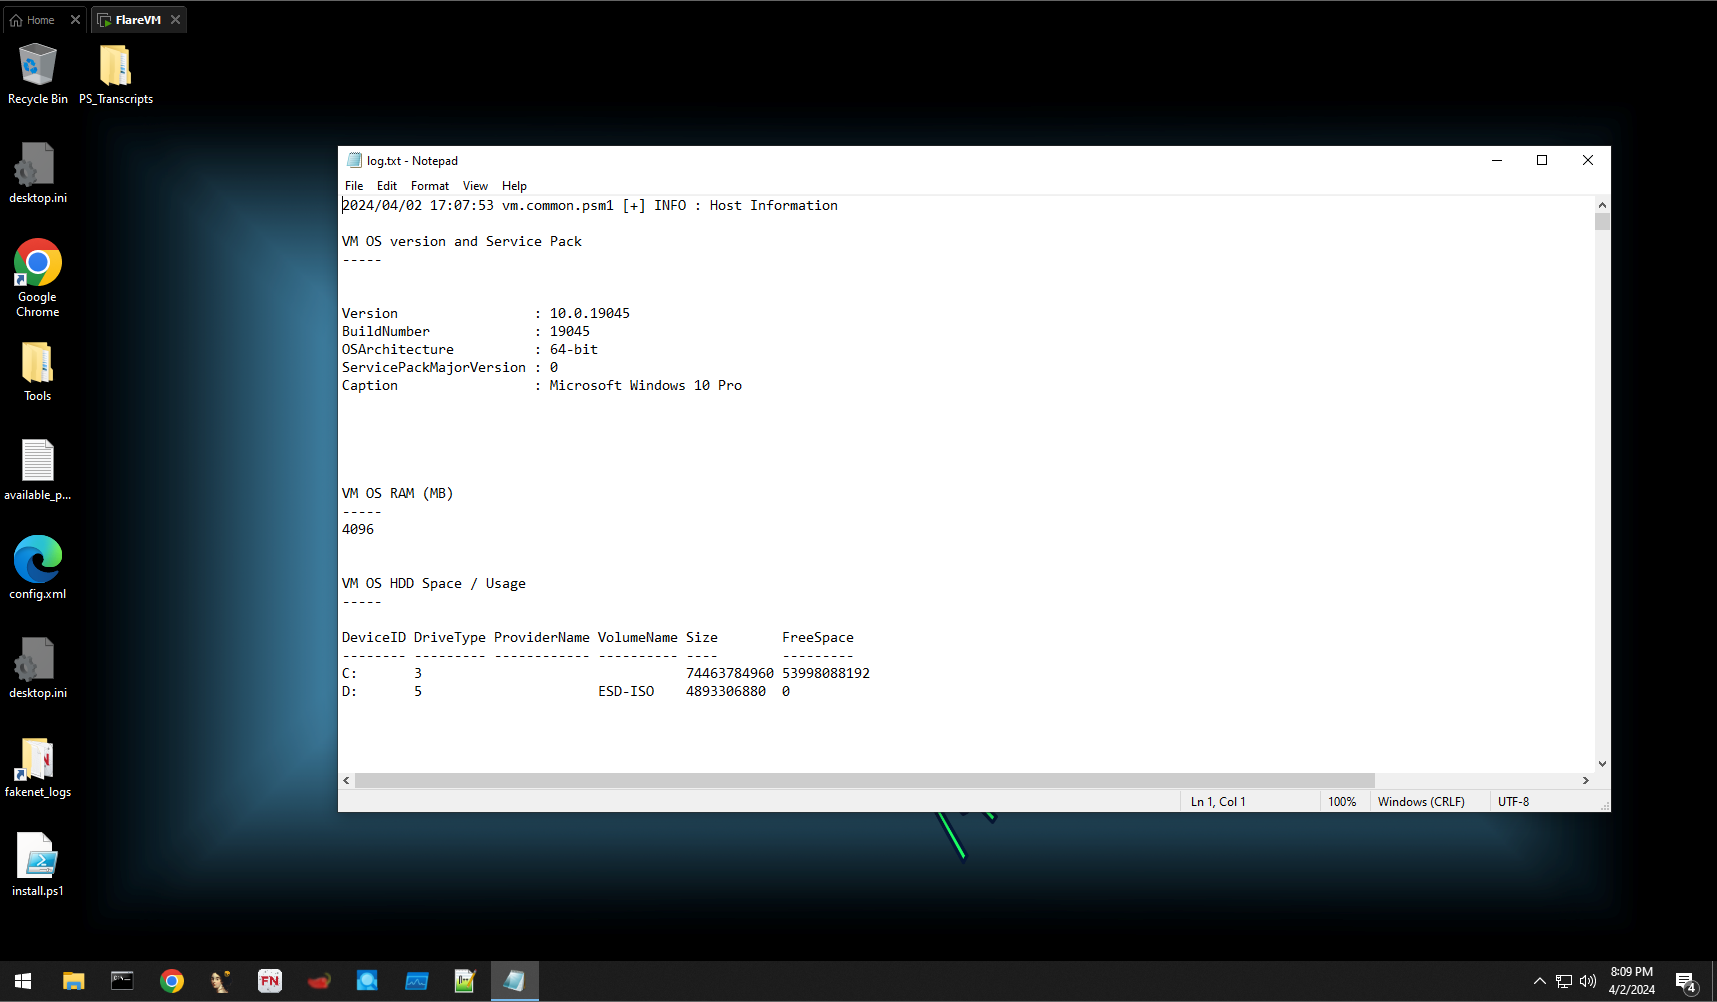 Home
FlareVM
Recycle Bin
PS_Transcripts
desktop.ini
Google
Chrome
Tools
available_p...
config.xml
desktop.ini
fakenet_logs
install.ps1
log.txt - Notepad
File Edit Format View Help
2024/04/02 17:07:53 vm.common.psm1 [+] INFO : Host Information
VM OS version and Service Pack
-----
Version : 10.0.19045
BuildNumber : 19045
OSArchitecture : 64-bit
ServicePackMajorVersion : 0
Caption : Microsoft Windows 10 Pro
VM OS RAM (MB)
-----
4096
VM OS HDD Space / Usage
-----
DeviceID DriveType ProviderName VolumeName Size FreeSpace
-------- --------- ------------ ---------- ---- ---------
C: 3 74463784960 53998088192
D: 5 ESD-ISO 4893306880 0
Ln 1, Col 1 100% Windows (CRLF) UTF-8
FN
8:09 PM
4/2/2024
4